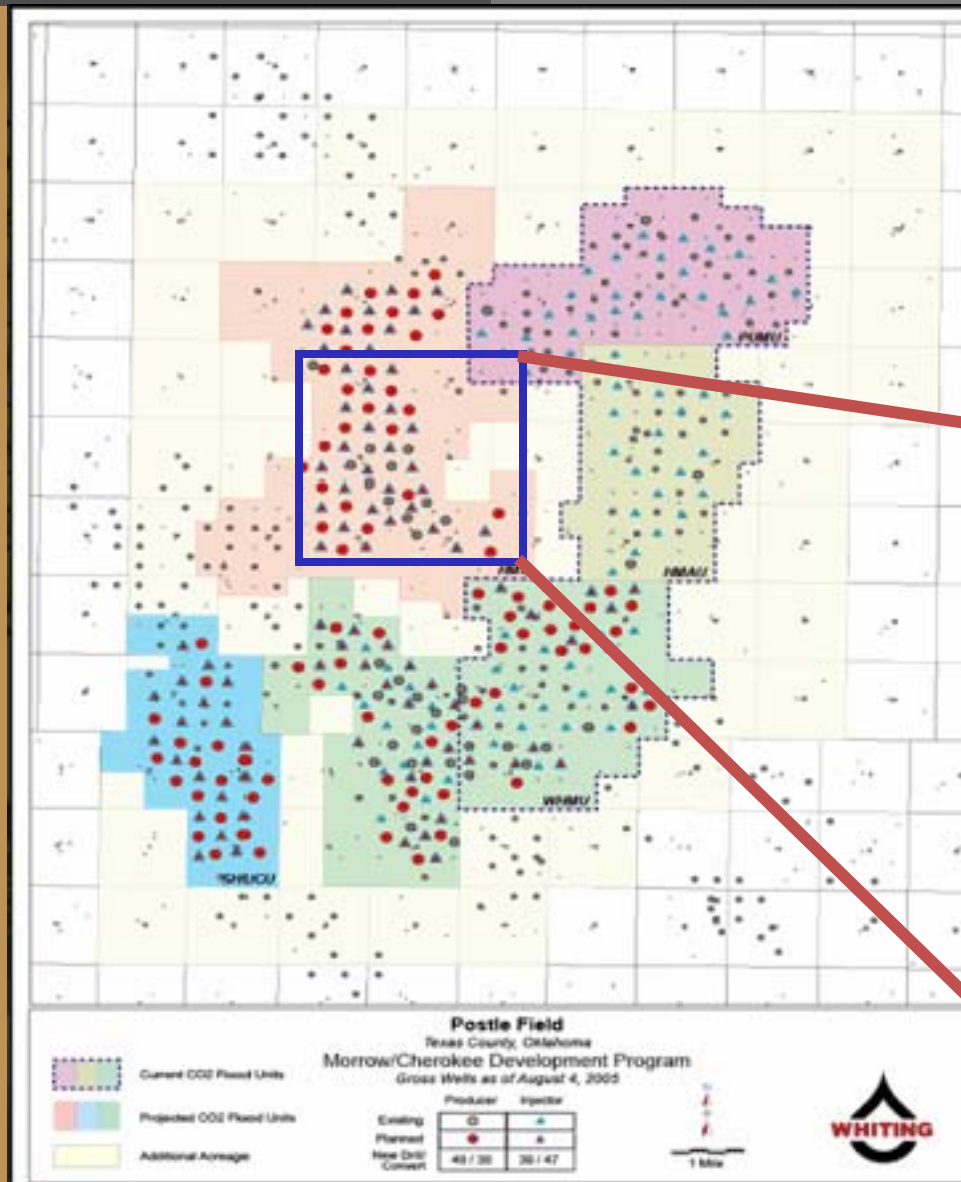 PUMU
HMAU
WHMU
SHUCU
Postle Field
Texas County, Oklahoma
Morrow/Cherokee Development Program
Gross Wells as of August 4, 2005
Current CO2 Flood Units
Projected CO2 Flood Units
Additional Acreage
Producer Injector
Existing
Planned
New Drill/
Convert
1 Mile
WHITING